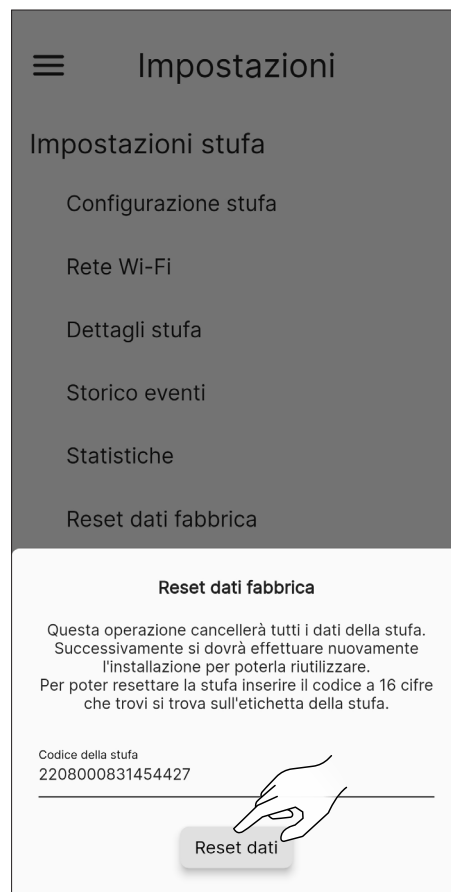 Impostazioni
Impostazioni stufa
Configurazione stufa
Rete Wi-Fi
Dettagli stufa
Storico eventi
Statistiche
Reset dati fabbrica
Reset dati fabbrica
Questa operazione cancellerà tutti i dati della stufa.
Successivamente si dovrà effettuare nuovamente
l'installazione per poterla riutilizzare.
Per poter resettare la stufa inserire il codice a 16 cifre
che trovi si trova sull'etichetta della stufa.
Codice della stufa
2208000831454427
Reset dati